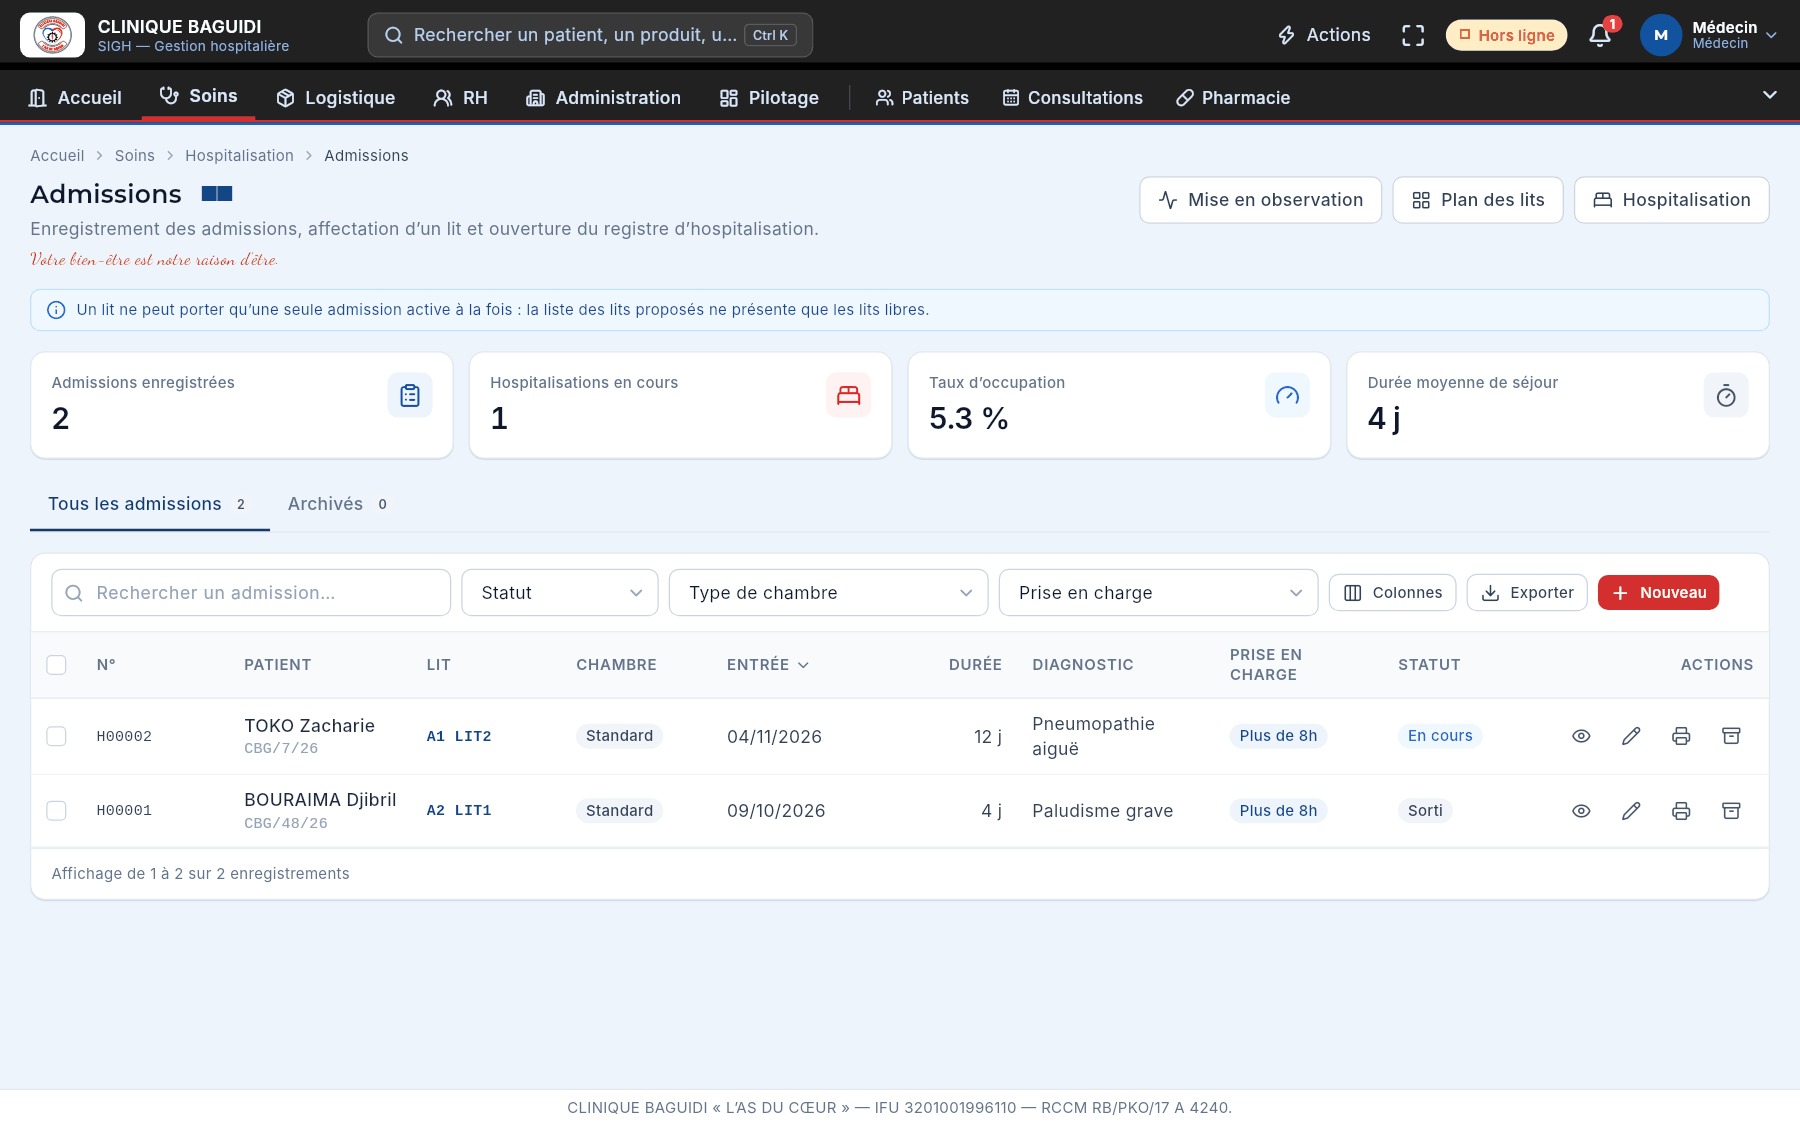 CLINIQUE BAGUIDI
SIGH — Gestion hospitalière
Rechercher un patient, un produit, u...
Ctrl K
Actions
Hors ligne
1
M
Médecin
Médecin
Accueil
Soins
Logistique
RH
Administration
Pilotage
Patients
Consultations
Pharmacie
Accueil > Soins > Hospitalisation > Admissions
Admissions
Mise en observation
Plan des lits
Hospitalisation
Enregistrement des admissions, affectation d’un lit et ouverture du registre d’hospitalisation.
Votre bien-être est notre raison d'être.
Un lit ne peut porter qu’une seule admission active à la fois : la liste des lits proposés ne présente que les lits libres.
Admissions enregistrées
2
Hospitalisations en cours
1
Taux d’occupation
5.3 %
Durée moyenne de séjour
4 j
Tous les admissions 2
Archivés 0
Rechercher un admission...
Statut
Type de chambre
Prise en charge
Colonnes
Exporter
Nouveau
N° PATIENT LIT CHAMBRE ENTRÉE DURÉE DIAGNOSTIC PRISE EN CHARGE STATUT ACTIONS
H00002 TOKO Zacharie CBG/7/26 A1 LIT2 Standard 04/11/2026 12 j Pneumopathie aiguë Plus de 8h En cours
H00001 BOURAIMA Djibril CBG/48/26 A2 LIT1 Standard 09/10/2026 4 j Paludisme grave Plus de 8h Sorti
Affichage de 1 à 2 sur 2 enregistrements
CLINIQUE BAGUIDI « L’AS DU CŒUR » — IFU 3201001996110 — RCCM RB/PKO/17 A 4240.